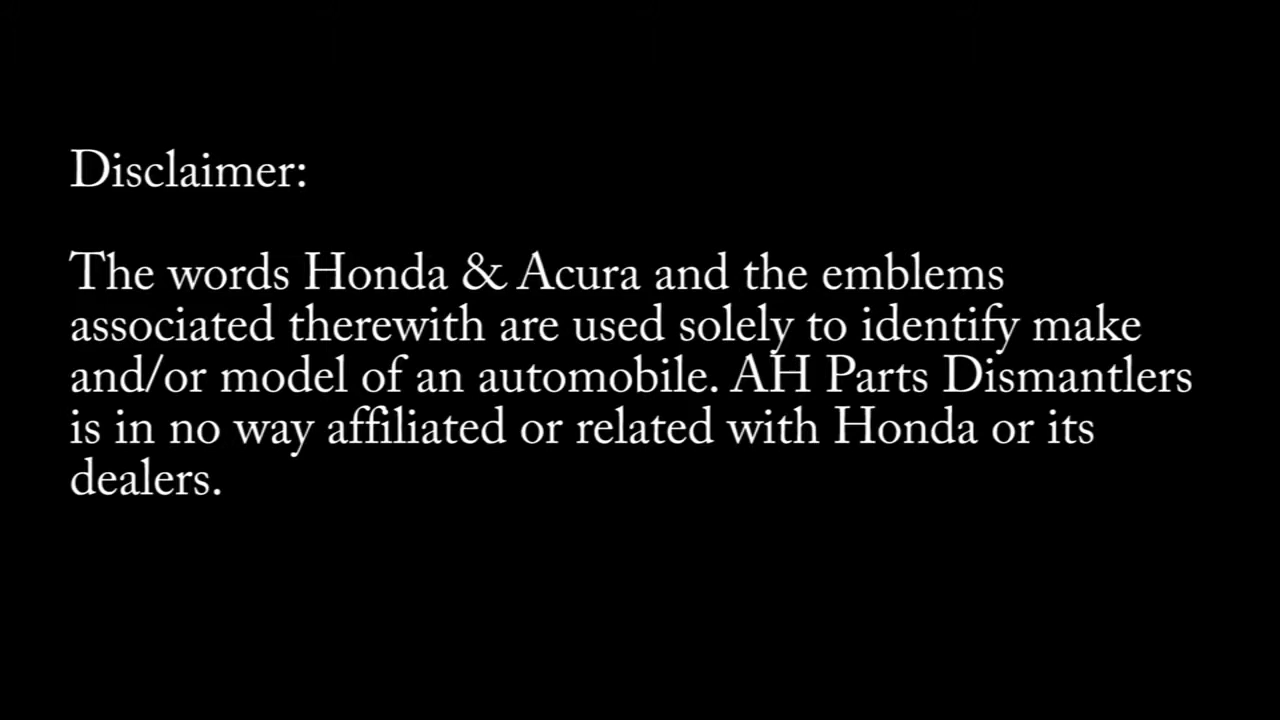 Disclaimer:
The words Honda & Acura and the emblems
associated therewith are used solely to identify make
and/or model of an automobile. AH Parts Dismantlers
is in no way affiliated or related with Honda or its
dealers.